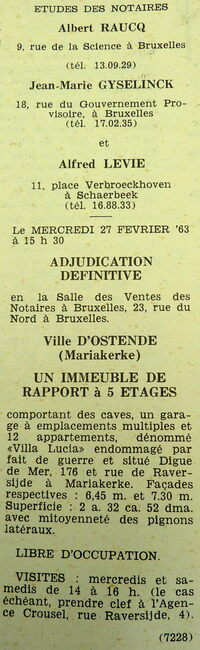 ETUDES DES NOTAIRES
Albert RAUCQ
9, rue de la Science à Bruxelles
(tél. 13.09.29)
Jean-Marie GYSELINCK
18, rue du Gouvernement Pro-
visoire, à Bruxelles
(tél. 17.02.35)
et
Alfred LEVIE
11, place Verbroeckhoven
à Schaerbeek
(tél. 16.88.33)
Le MERCREDI 27 FEVRIER '63
à 15 h 30
ADJUDICATION
DEFINITIVE
en la Salle des Ventes des
Notaires à Bruxelles, 23, rue du
Nord à Bruxelles.
Ville D'OSTENDE
(Mariakerke)
UN IMMEUBLE DE
RAPPORT à 5 ETAGES
comportant des caves, un gara-
ge à emplacements multiples et
12 appartements, dénommé
«Villa Lucia» endommagé par
fait de guerre et situé Digue
de Mer, 176 et rue de Raver-
sijde à Mariakerke. Façades
respectives : 6,45 m. et 7.30 m.
Superficie : 2 a. 32 ca. 52 dma.
avec mitoyenneté des pignons
latéraux.
LIBRE D'OCCUPATION.
VISITES : mercredis et sa-
medis de 14 à 16 h. (le cas
échéant, prendre clef à l'Agen-
ce Crousel, rue Raversijde, 4).
(7228)